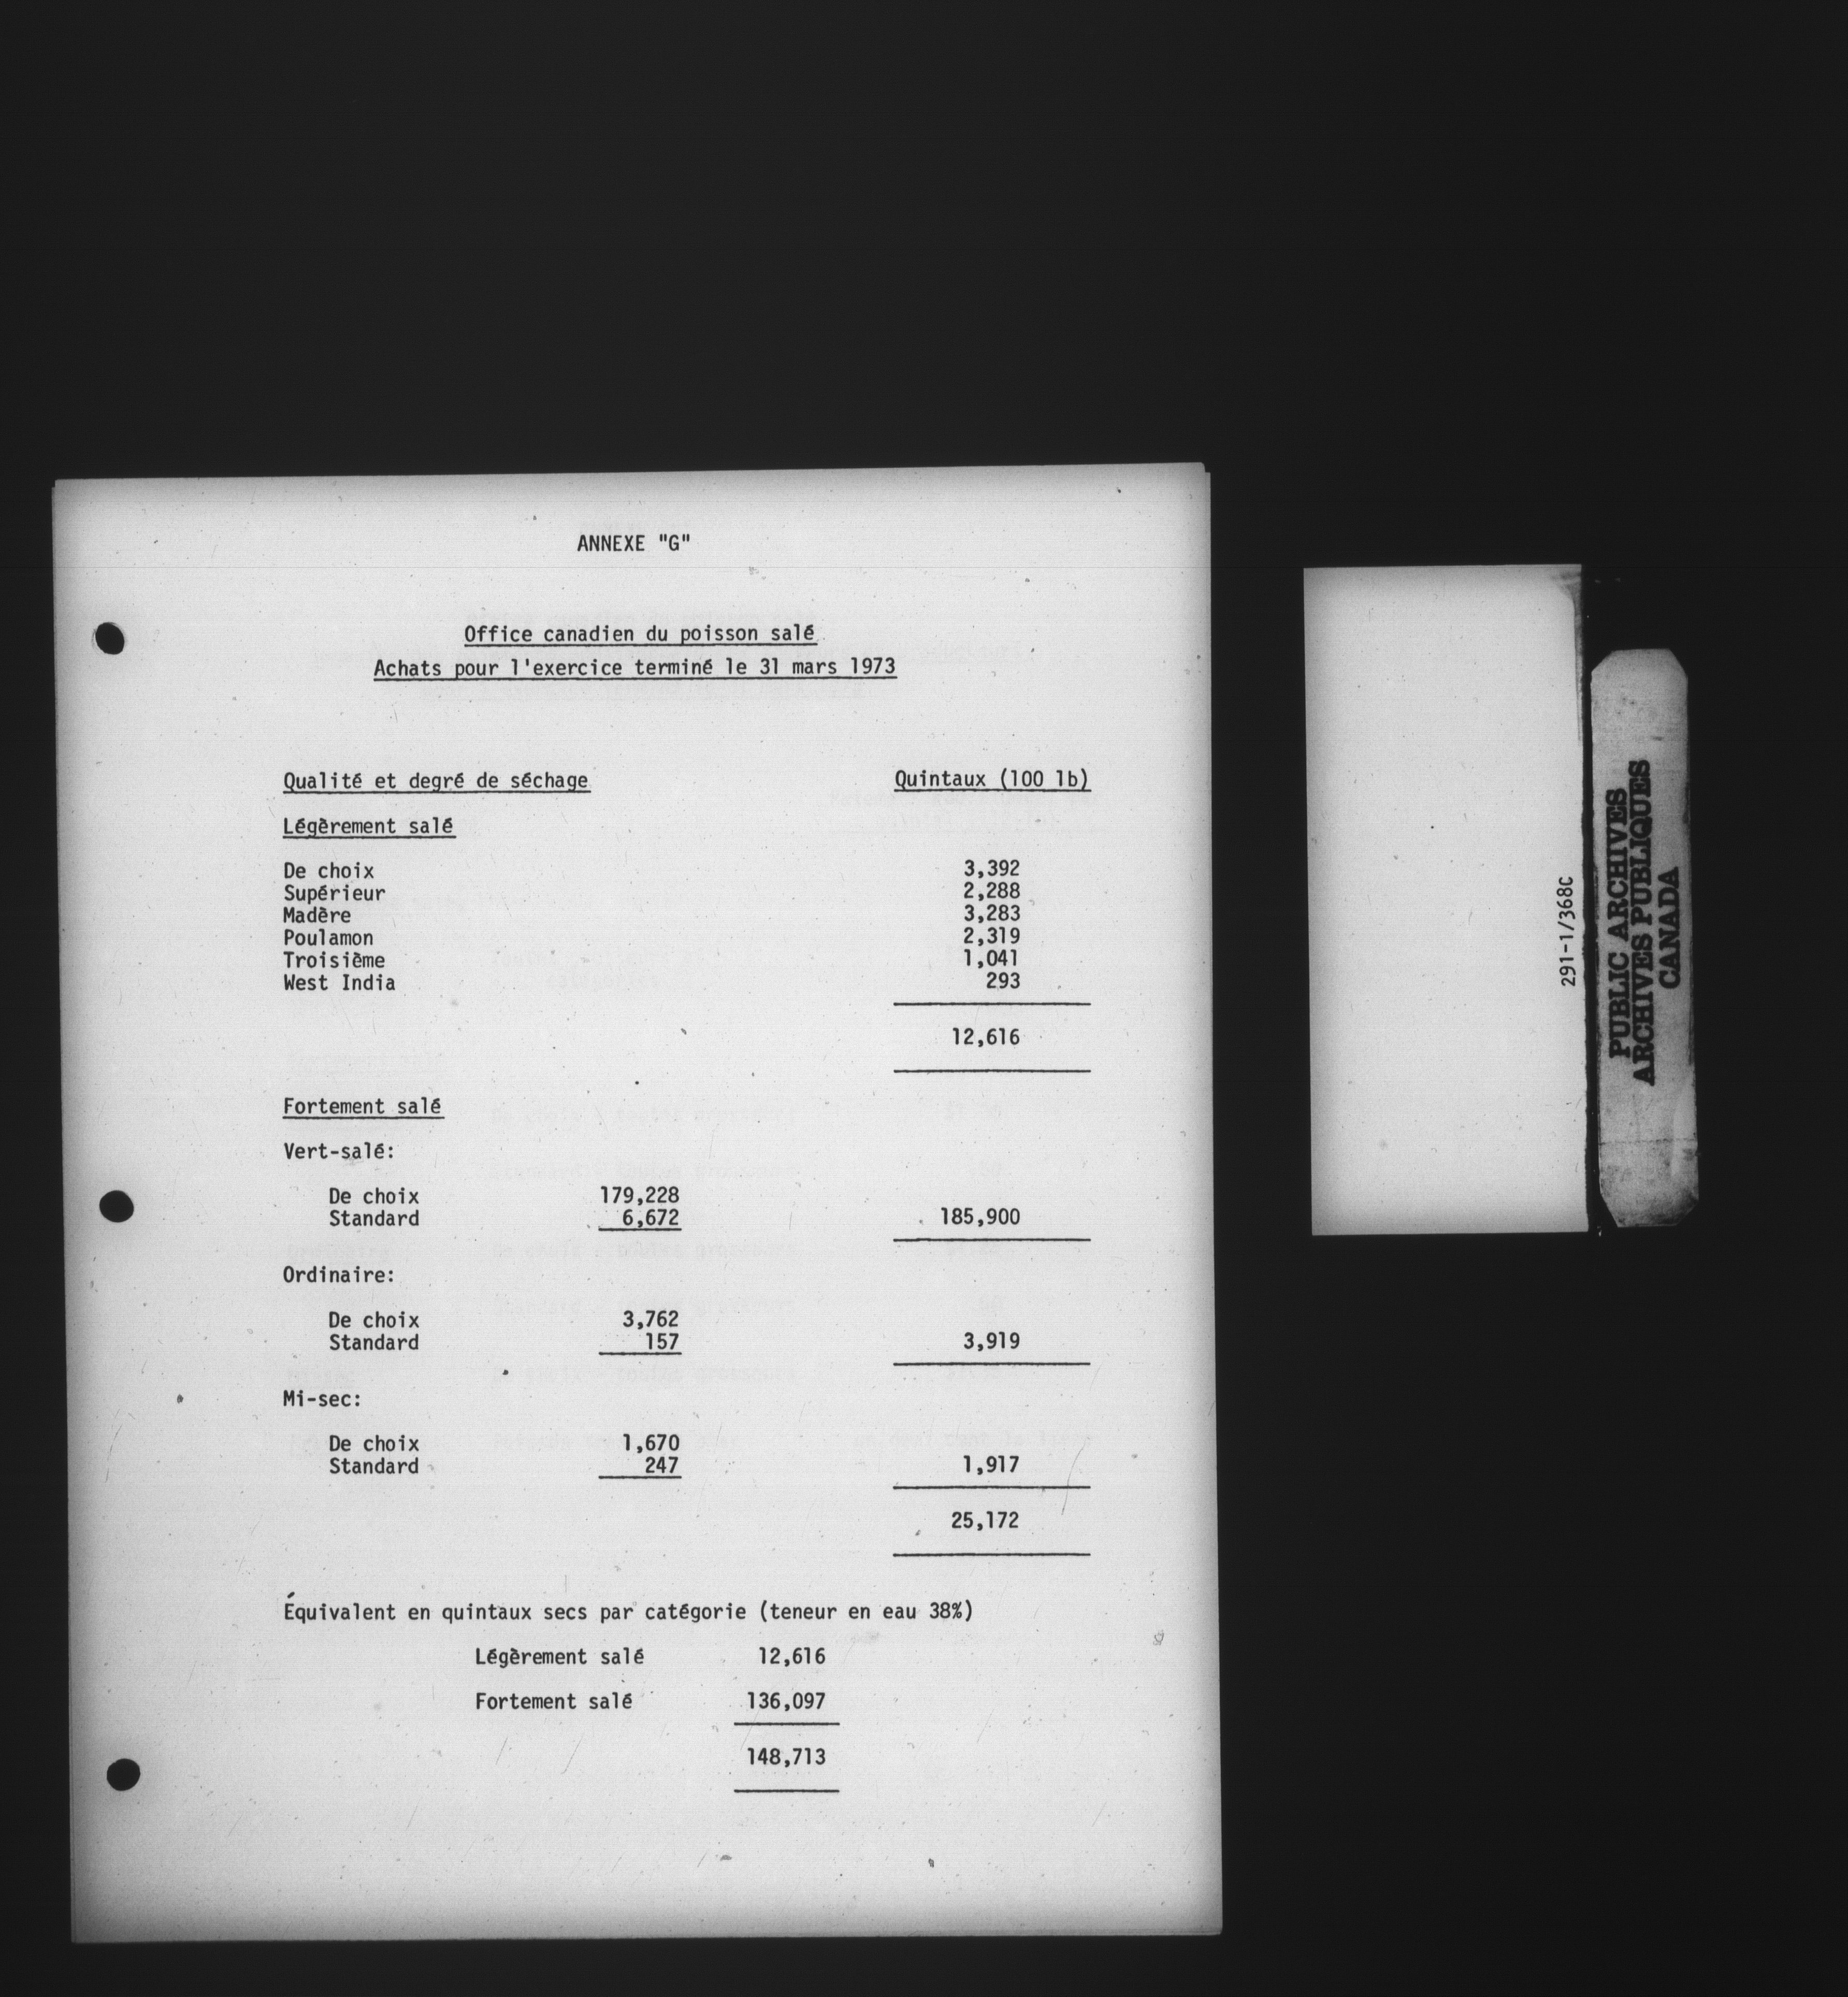 ANNEXE "G"
Office canadien du poisson salé
Achats pour l'exercice terminé le 31 mars 1973
Qualité et degré de séchage Quintaux (100 lb)
Légèrement salé
De choix 3,392
Supérieur 2,288
Madère 3,283
Poulamon 2,319
Troisième 1,041
West India 293
12,616
Fortement salé
Vert-salé:
De choix 179,228
Standard 6,672 185,900
Ordinaire:
De choix 3,762
Standard 157 3,919
Mi-sec:
De choix 1,670
Standard 247 1,917
25,172
Équivalent en quintaux secs par catégorie (teneur en eau 38%)
Légèrement salé 12,616
Fortement salé 136,097
148,713
291-1/368C
PUBLIC ARCHIVES
ARCHIVES PUBLIQUES
CANADA